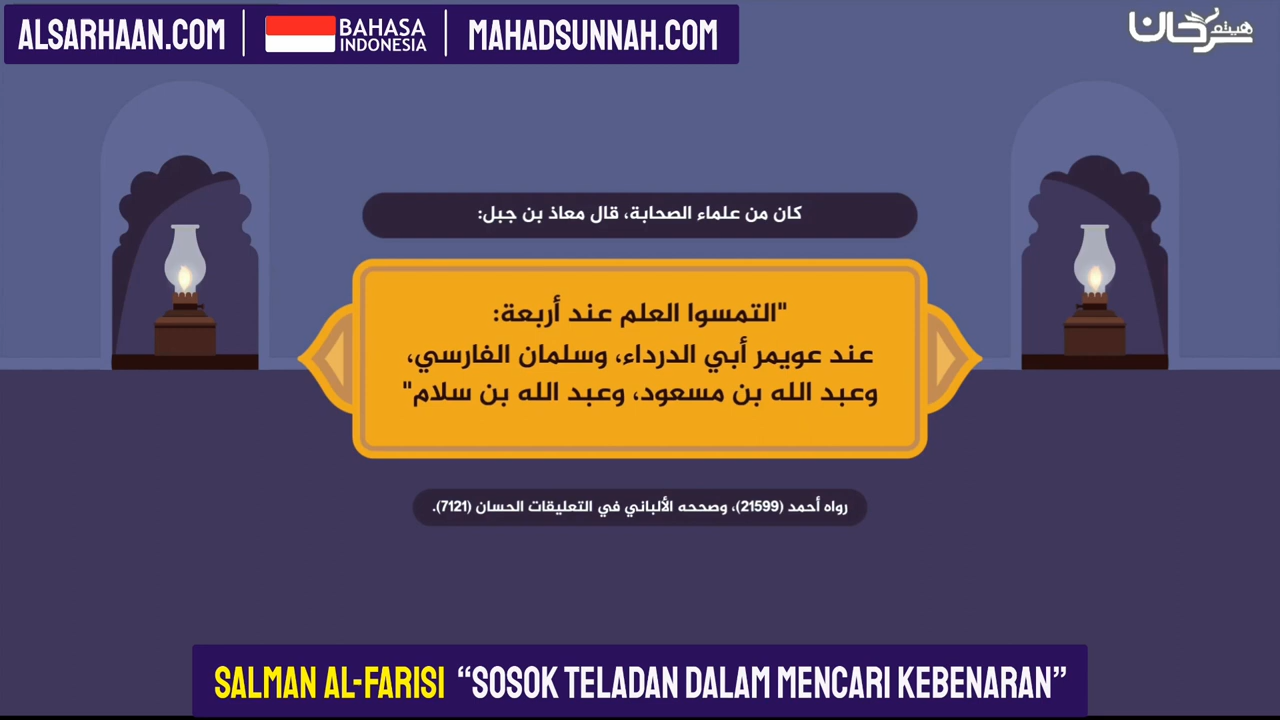 ALSARHAAN.COM
BAHASA INDONESIA
MAHADSUNNAH.COM
هيثم سرحان
كان من علماء الصحابة، قال معاذ بن جبل:
"التمسوا العلم عند أربعة:
عند عويمر أبي الدرداء، وسلمان الفارسي،
وعبد الله بن مسعود، وعبد الله بن سلام"
رواه أحمد (21599)، وصححه الألباني في التعليقات الحسان (7121).
SALMAN AL-FARISI “SOSOK TELADAN DALAM MENCARI KEBENARAN”